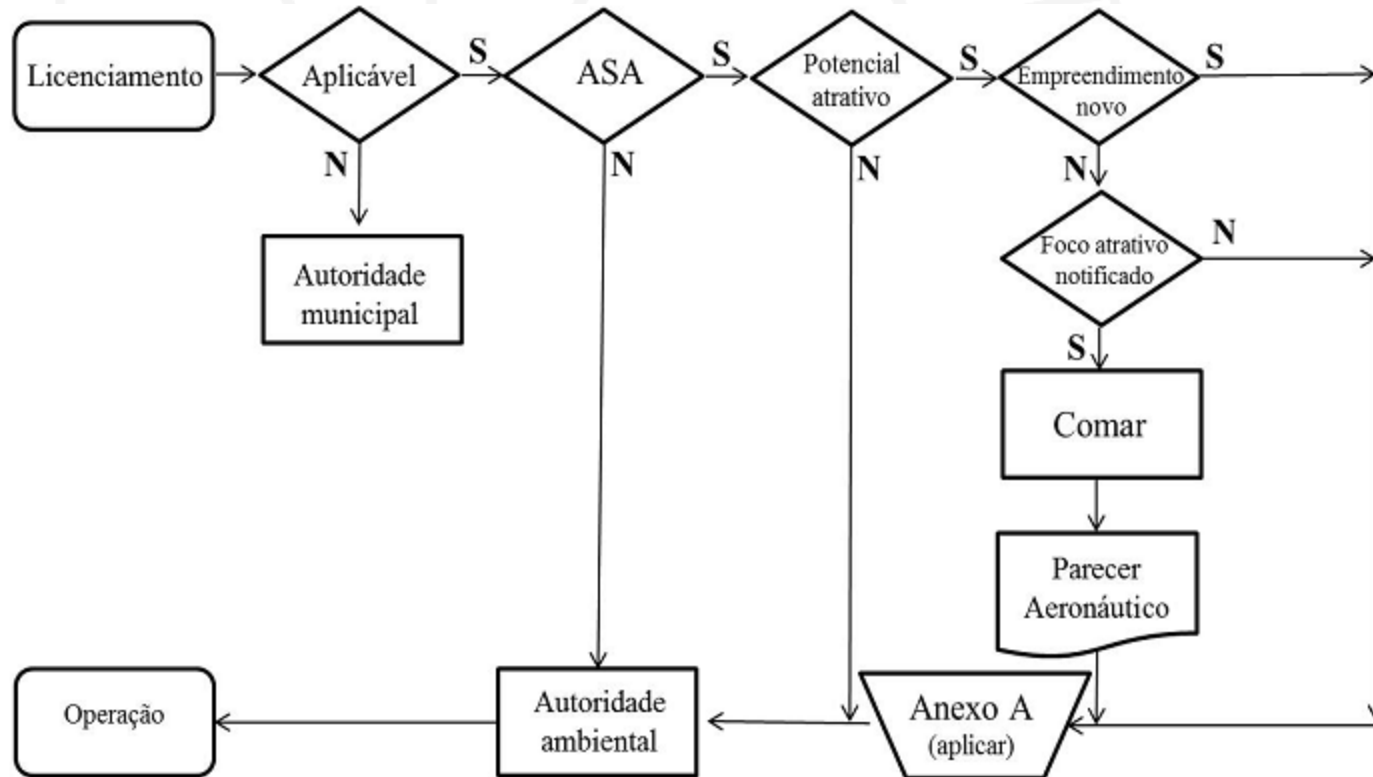 Licenciamento
Aplicável
S
ASA
S
Potencial
atrativo
S
Empreendimento
novo
S
N
N
N
N
Autoridade
municipal
Foco atrativo
notificado
N
S
Comar
Parecer
Aeronáutico
Operação
Autoridade
ambiental
Anexo A
(aplicar)